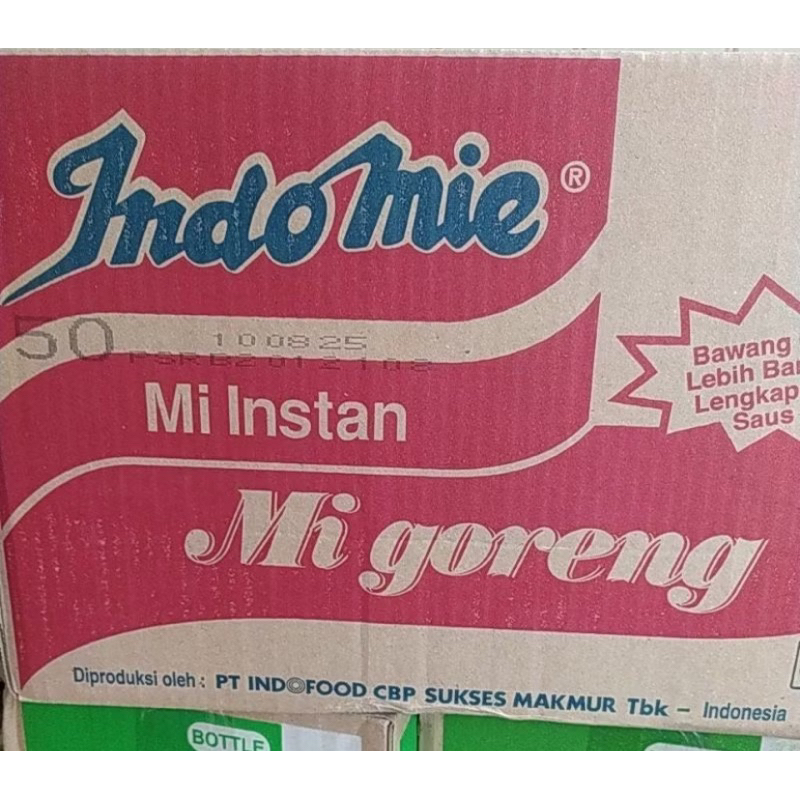 Indomie®
50 100825
Mi Instan
Bawang
Lebih
Lengkap
Saus
Mi goreng
Diproduksi oleh : PT INDOFOOD CBP SUKSES MAKMUR Tbk – Indonesia
BOTTLE